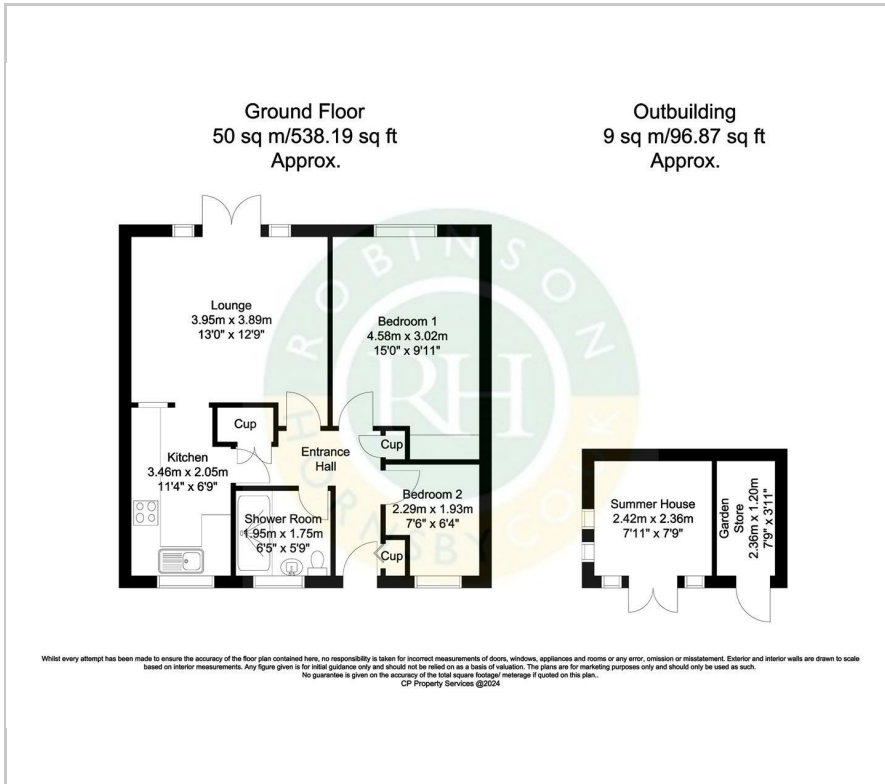 Ground Floor
50 sq m/538.19 sq ft
Approx.
Outbuilding
9 sq m/96.87 sq ft
Approx.
Lounge
3.95m x 3.89m
13'0" x 12'9"
Bedroom 1
4.58m x 3.02m
15'0" x 9'11"
Cup
Cup
Entrance
Hall
Kitchen
3.46m x 2.05m
11'4" x 6'9"
Bedroom 2
2.29m x 1.93m
7'6" x 6'4"
Shower Room
1.95m x 1.75m
6'5" x 5'9"
Cup
Summer House
2.42m x 2.36m
7'11" x 7'9"
Garden
Store
2.36m x 1.20m
7'9" x 3'11"
ROBINSON
RH
HORNSBY
Whilst every attempt has been made to ensure the accuracy of the floor plan contained here, no responsibility is taken for incorrect measurements of doors, windows, appliances and rooms or any error, omission or misstatement. Exterior and interior walls are drawn to scale
based on interior measurements. Any figure given is for initial guidance only and should not be relied on as a basis of valuation. The plans are for marketing purposes only and should only be used as such.
No guarantee is given on the accuracy of the total square footage/ meterage if quoted on this plan..
CP Property Services @2024